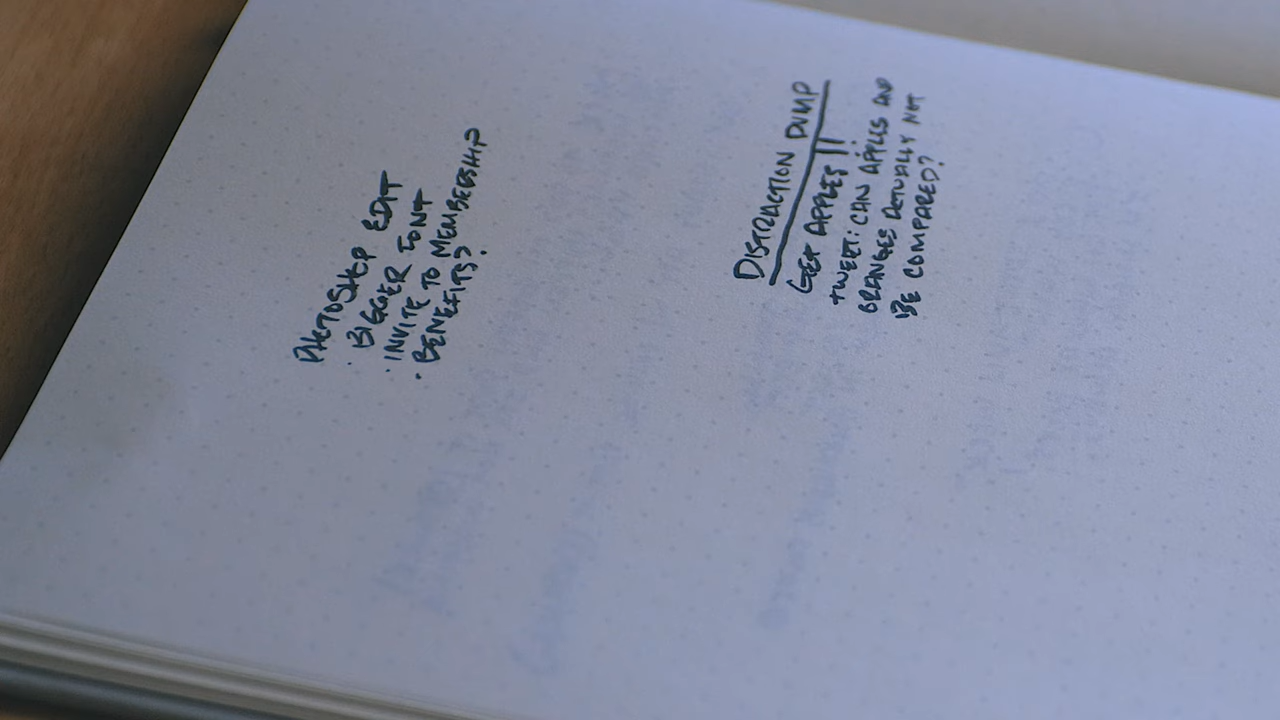 PHOTOSHOP EDIT
· BIGGER FONT
· INVITE TO MEMBERSHIP
· BENEFITS?
DISTRACTION DUMP
GET APPLES!!
TWEET: CAN APPLES AND
ORANGES ACTUALLY NOT
BE COMPARED?